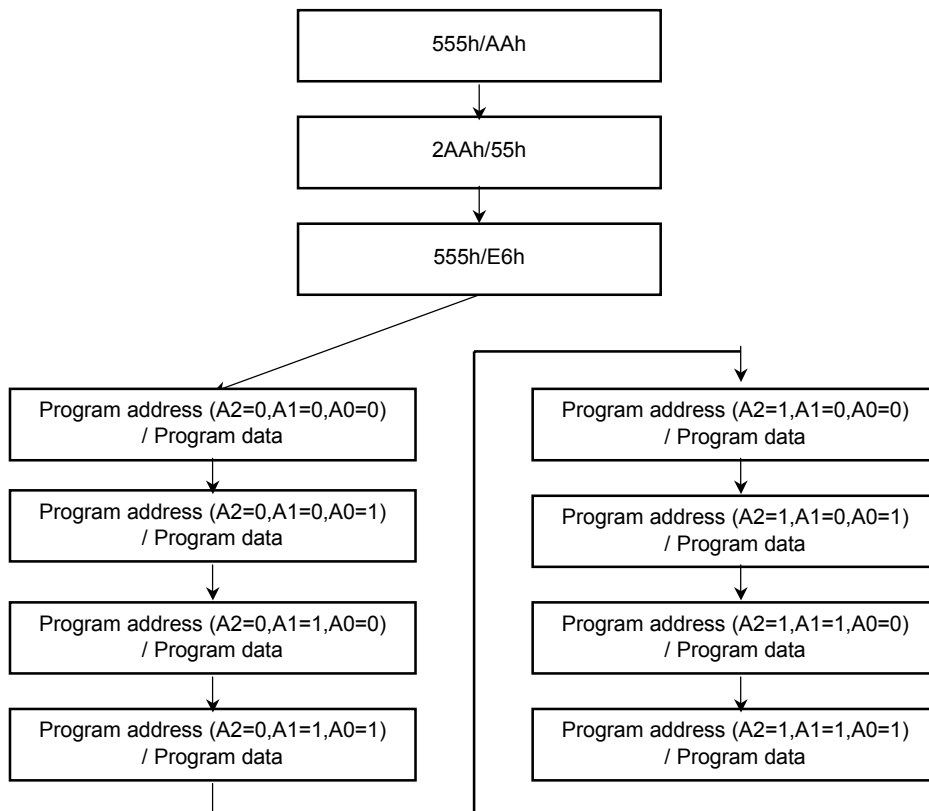 555h/AAh
2AAh/55h
555h/E6h
Program address (A2=0,A1=0,A0=0)
/ Program data
Program address (A2=0,A1=0,A0=1)
/ Program data
Program address (A2=0,A1=1,A0=0)
/ Program data
Program address (A2=0,A1=1,A0=1)
/ Program data
Program address (A2=1,A1=0,A0=0)
/ Program data
Program address (A2=1,A1=0,A0=1)
/ Program data
Program address (A2=1,A1=1,A0=0)
/ Program data
Program address (A2=1,A1=1,A0=1)
/ Program data